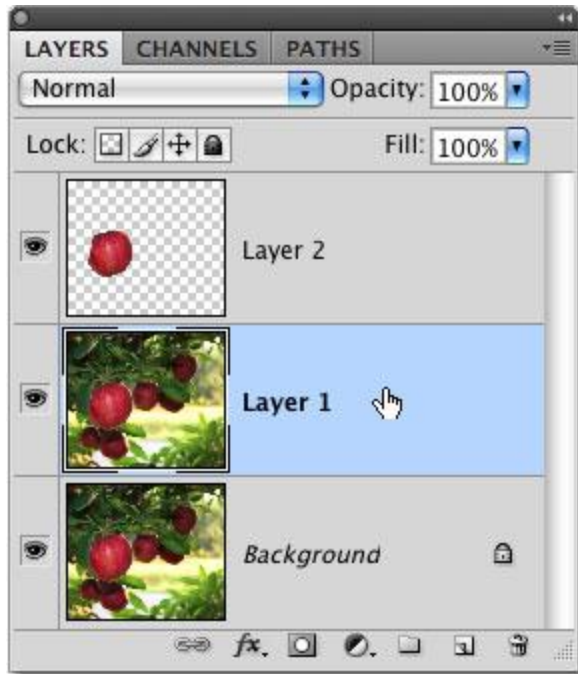 LAYERS CHANNELS PATHS
Normal Opacity: 100%
Lock: Fill: 100%
Layer 2
Layer 1
Background
fx.